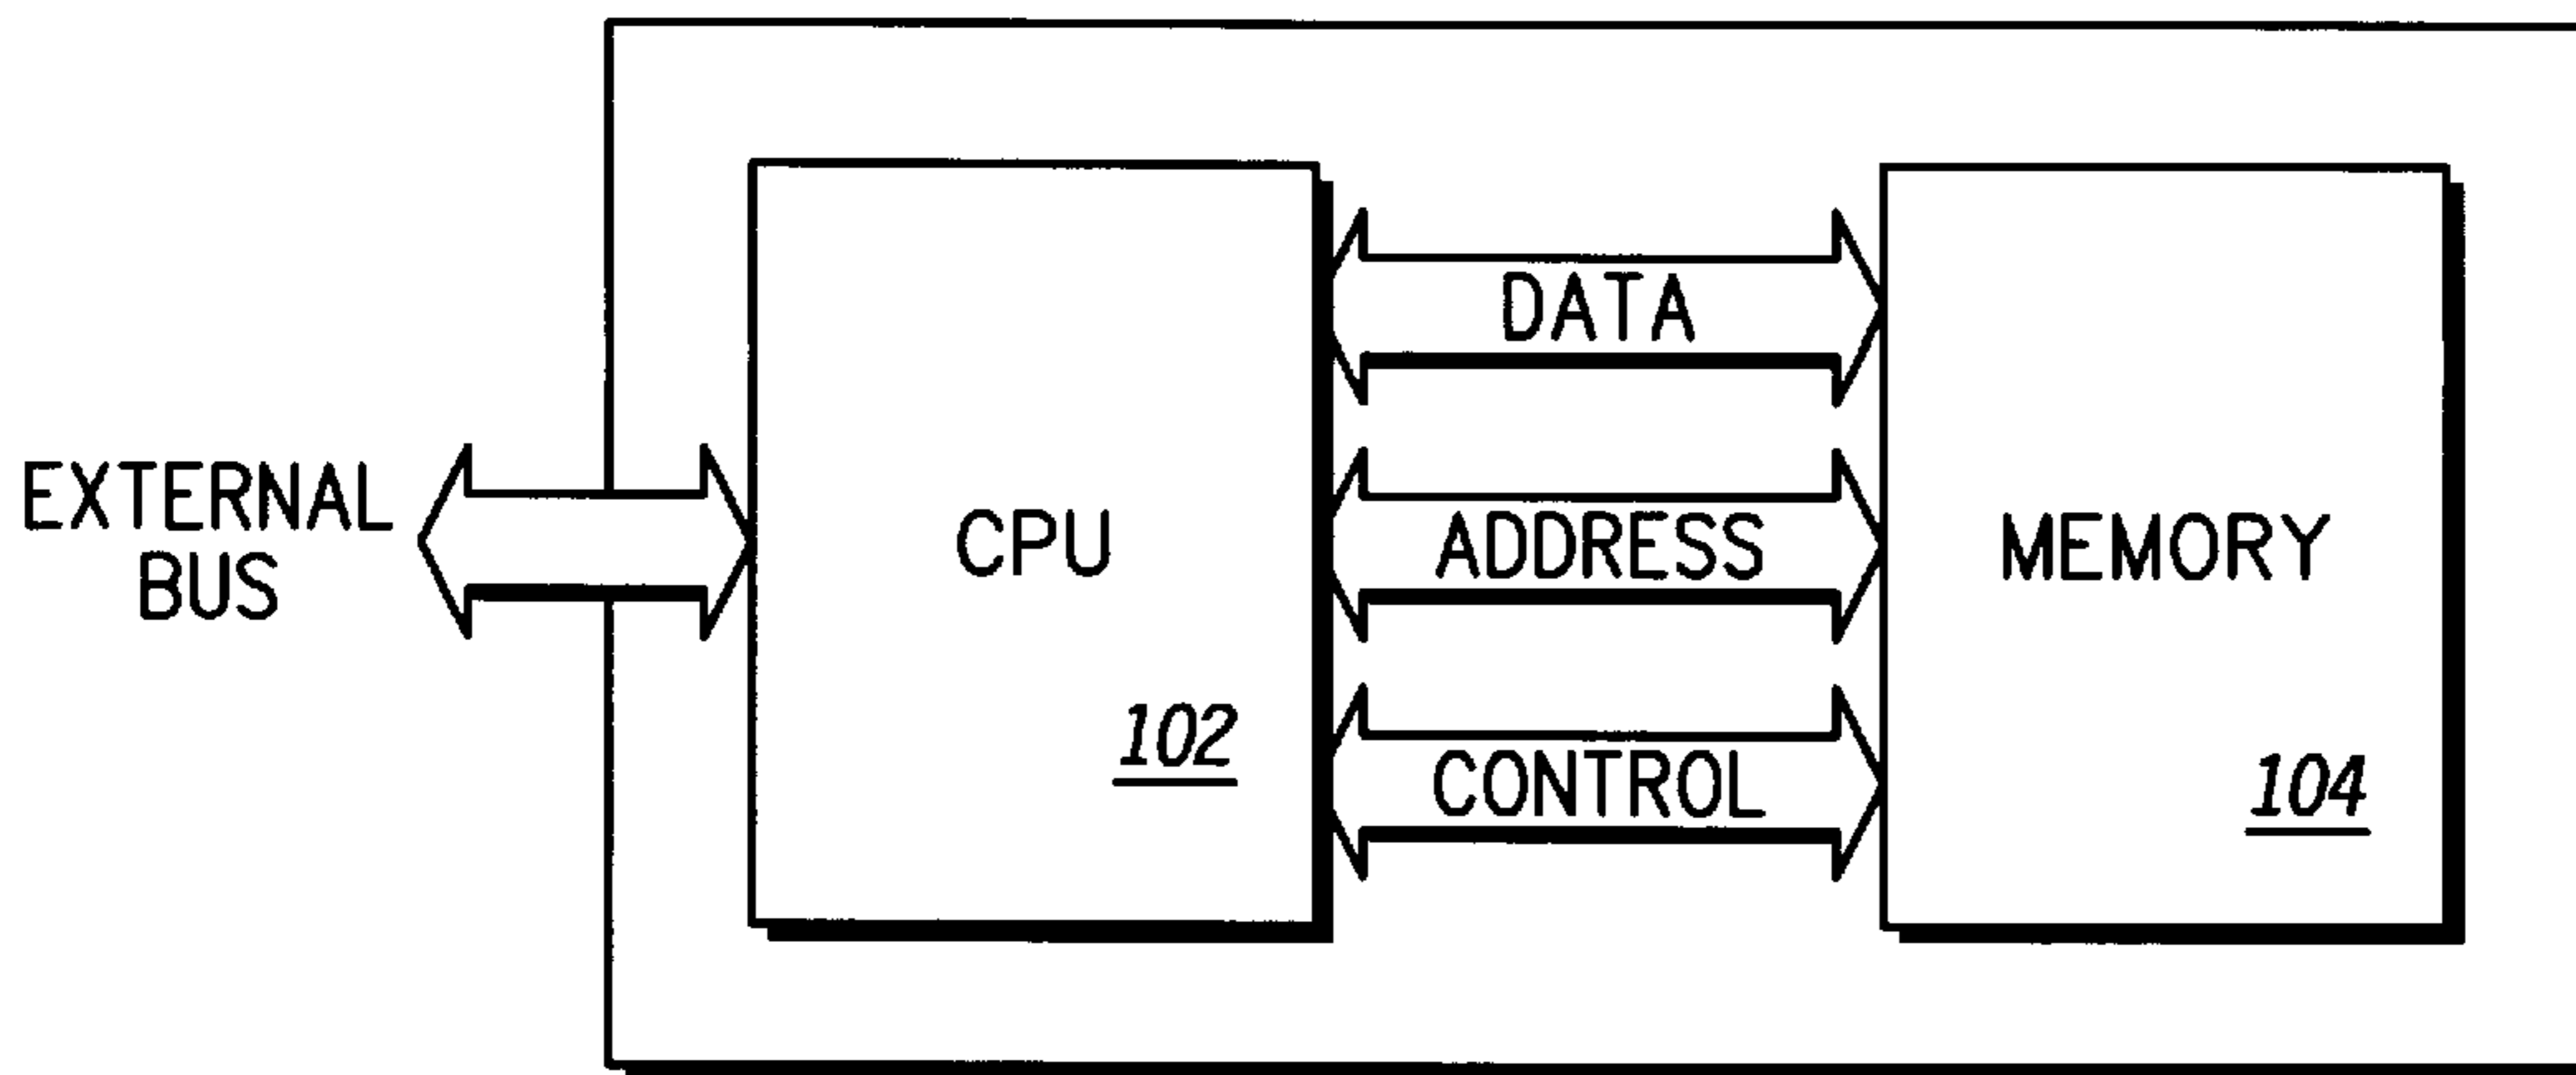 EXTERNAL
BUS
CPU
102
DATA
ADDRESS
CONTROL
MEMORY
104